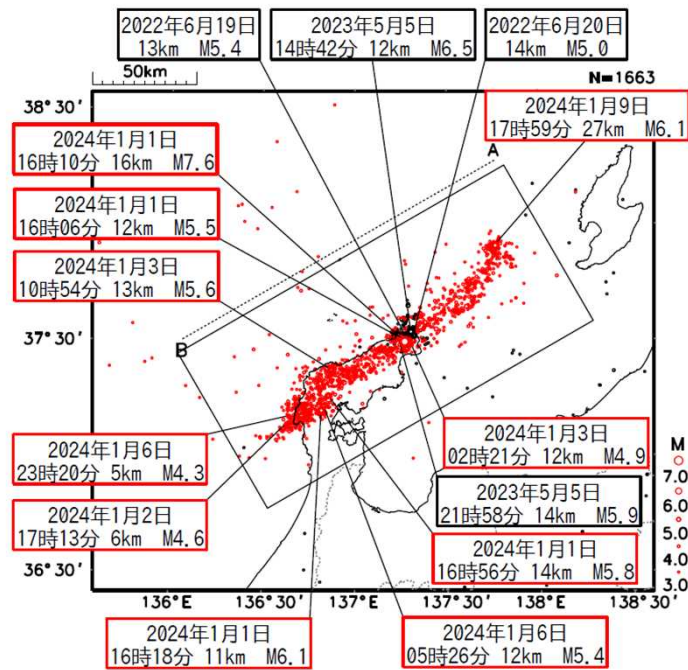 2022年6月19日
13km M5.4
2023年5月5日
14時42分 12km M6.5
2022年6月20日
14km M5.0
50km
N=1663
38°30′
2024年1月9日
17時59分 27km M6.1
2024年1月1日
16時10分 16km M7.6
A
2024年1月1日
16時06分 12km M5.5
2024年1月3日
10時54分 13km M5.6
37°30′
B
2024年1月6日
23時20分 5km M4.3
2024年1月3日
02時21分 12km M4.9
M
7.0
6.0
5.0
4.0
3.0
2023年5月5日
21時58分 14km M5.9
2024年1月2日
17時13分 6km M4.6
2024年1月1日
16時56分 14km M5.8
36°30′
136°E 136°30′ 137°E 137°30′ 138°E 138°30′
2024年1月1日
16時18分 11km M6.1
2024年1月6日
05時26分 12km M5.4